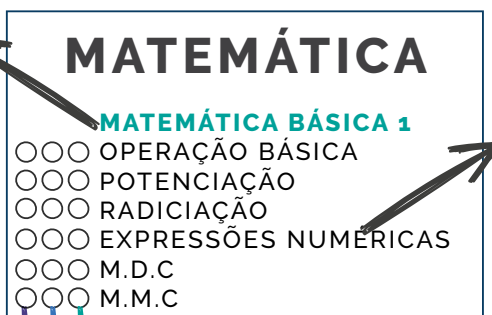 MATEMÁTICA
MATEMÁTICA BÁSICA 1
OPERAÇÃO BÁSICA
POTENCIAÇÃO
RADICIAÇÃO
EXPRESSÕES NUMÉRICAS
M.D.C
M.M.C